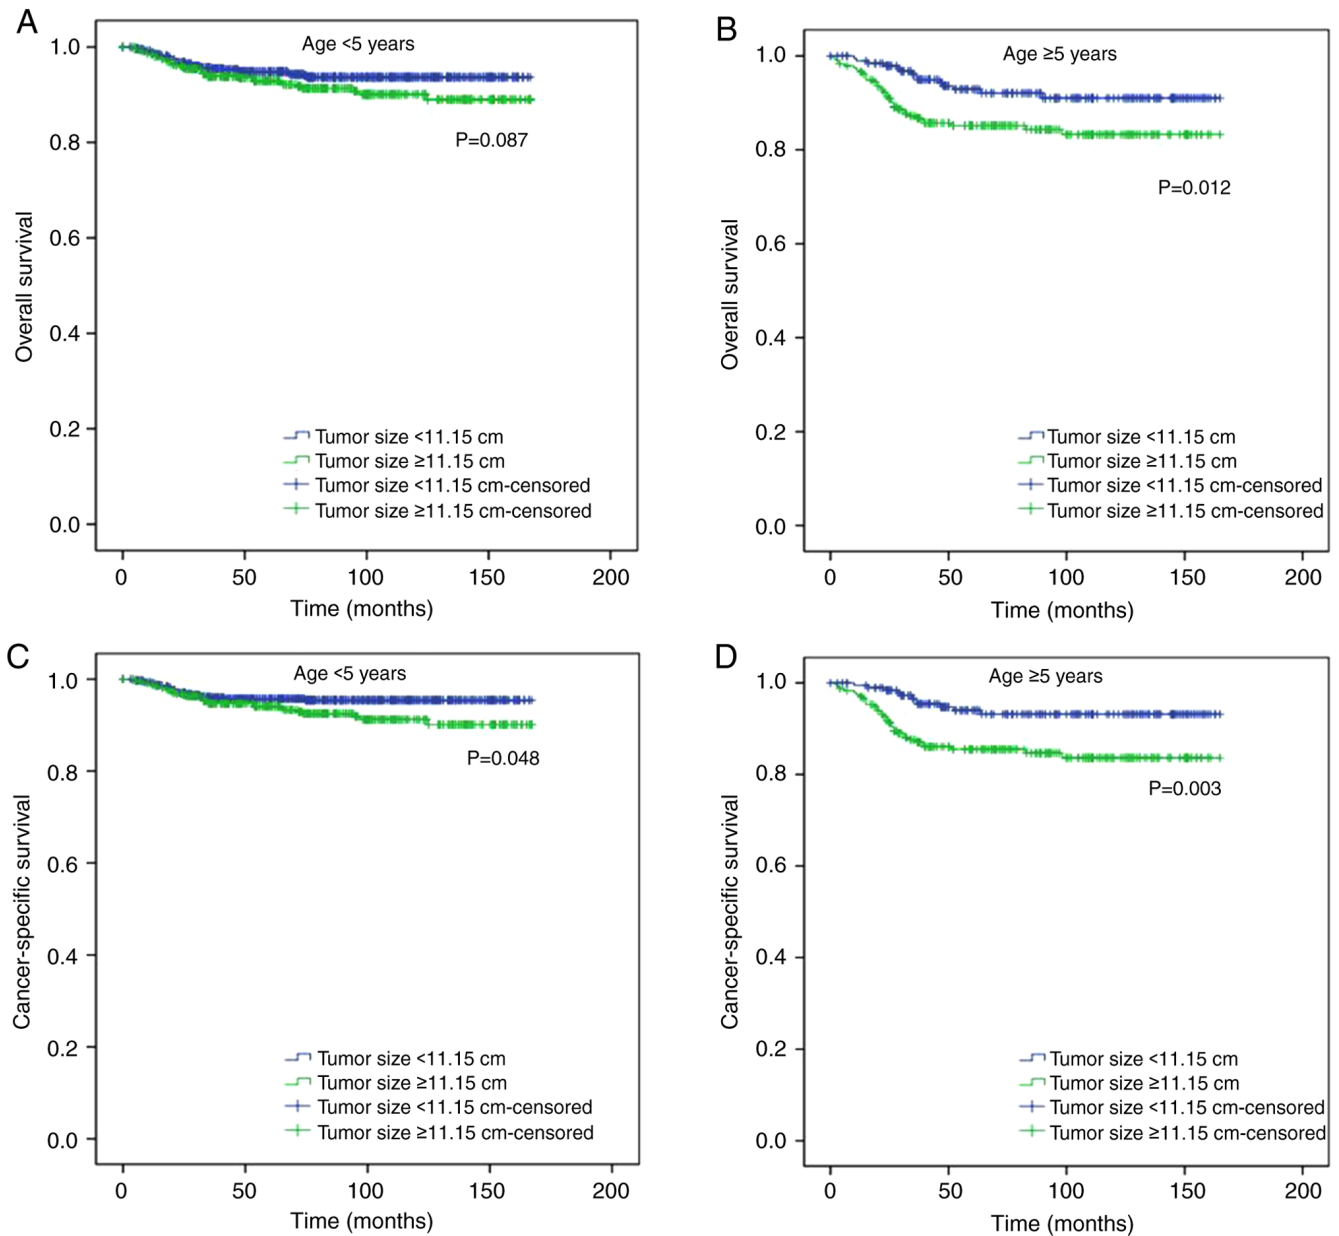 A
Age <5 years
1.0
0.8
0.6
0.4
0.2
0.0
Overall survival
P=0.087
Tumor size <11.15 cm
Tumor size ≥11.15 cm
Tumor size <11.15 cm-censored
Tumor size ≥11.15 cm-censored
0 50 100 150 200
Time (months)
B
Age ≥5 years
1.0
0.8
0.6
0.4
0.2
0.0
Overall survival
P=0.012
Tumor size <11.15 cm
Tumor size ≥11.15 cm
Tumor size <11.15 cm-censored
Tumor size ≥11.15 cm-censored
0 50 100 150 200
Time (months)
C
Age <5 years
1.0
0.8
0.6
0.4
0.2
0.0
Cancer-specific survival
P=0.048
Tumor size <11.15 cm
Tumor size ≥11.15 cm
Tumor size <11.15 cm-censored
Tumor size ≥11.15 cm-censored
0 50 100 150 200
Time (months)
D
Age ≥5 years
1.0
0.8
0.6
0.4
0.2
0.0
Cancer-specific survival
P=0.003
Tumor size <11.15 cm
Tumor size ≥11.15 cm
Tumor size <11.15 cm-censored
Tumor size ≥11.15 cm-censored
0 50 100 150 200
Time (months)